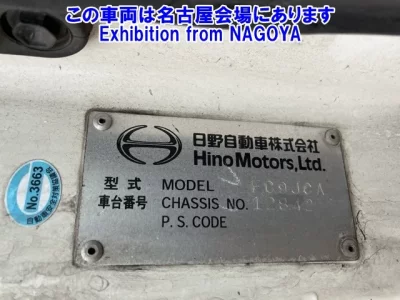 この車両は名古屋会場にあります
Exhibition from NAGOYA
日野自動車株式会社
Hino Motors, Ltd.
型式 MODEL FC9JCA
車台番号 CHASSIS NO. 12842
P. S. CODE
No.3663